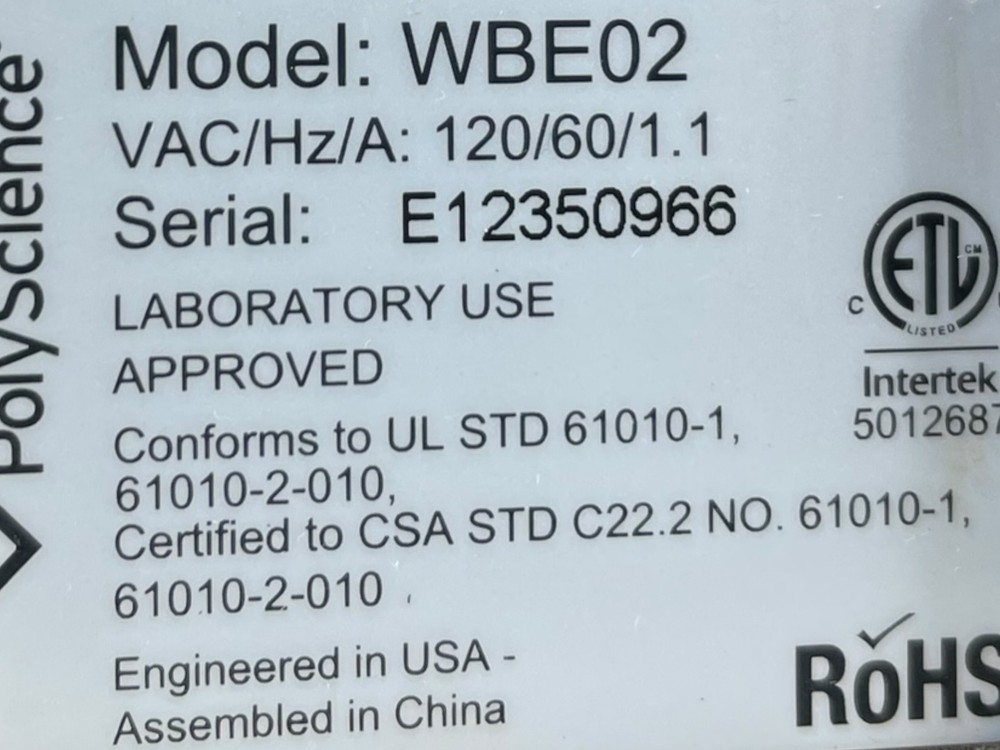 PolyScience
Model: WBE02
VAC/Hz/A: 120/60/1.1
Serial: E12350966
LABORATORY USE
APPROVED
Conforms to UL STD 61010-1,
61010-2-010,
Certified to CSA STD C22.2 NO. 61010-1,
61010-2-010
Engineered in USA -
Assembled in China
C
ETL
CM
LISTED
Intertek
5012687
RoHS